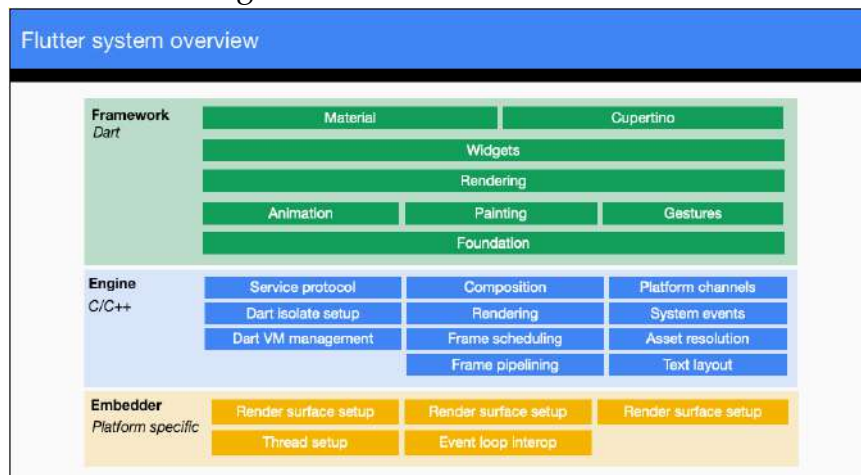 Flutter system overview
Framework
Dart
Material Cupertino
Widgets
Rendering
Animation Painting Gestures
Foundation
Engine
C/C++
Service protocol Composition Platform channels
Dart isolate setup Rendering System events
Dart VM management Frame scheduling Asset resolution
Frame pipelining Text layout
Embedder
Platform specific
Render surface setup Render surface setup Render surface setup
Thread setup Event loop interop